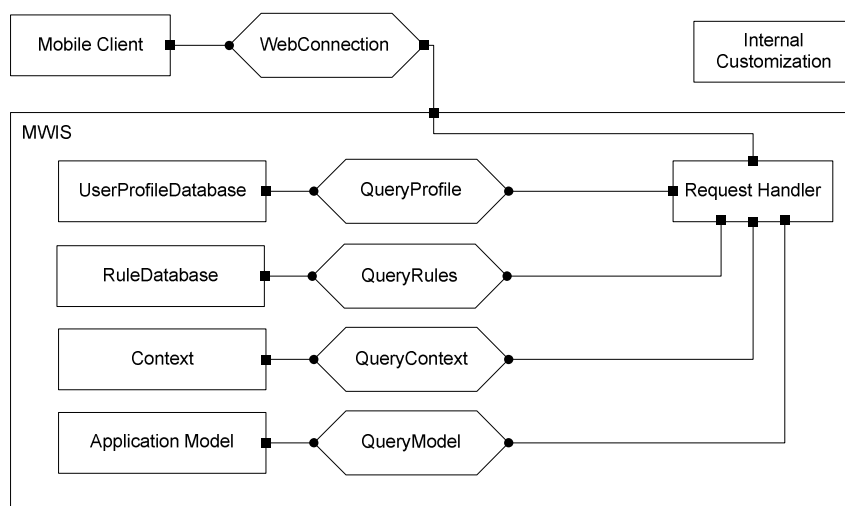 Mobile Client
WebConnection
Internal
Customization
MWIS
UserProfileDatabase
QueryProfile
Request Handler
RuleDatabase
QueryRules
Context
QueryContext
Application Model
QueryModel